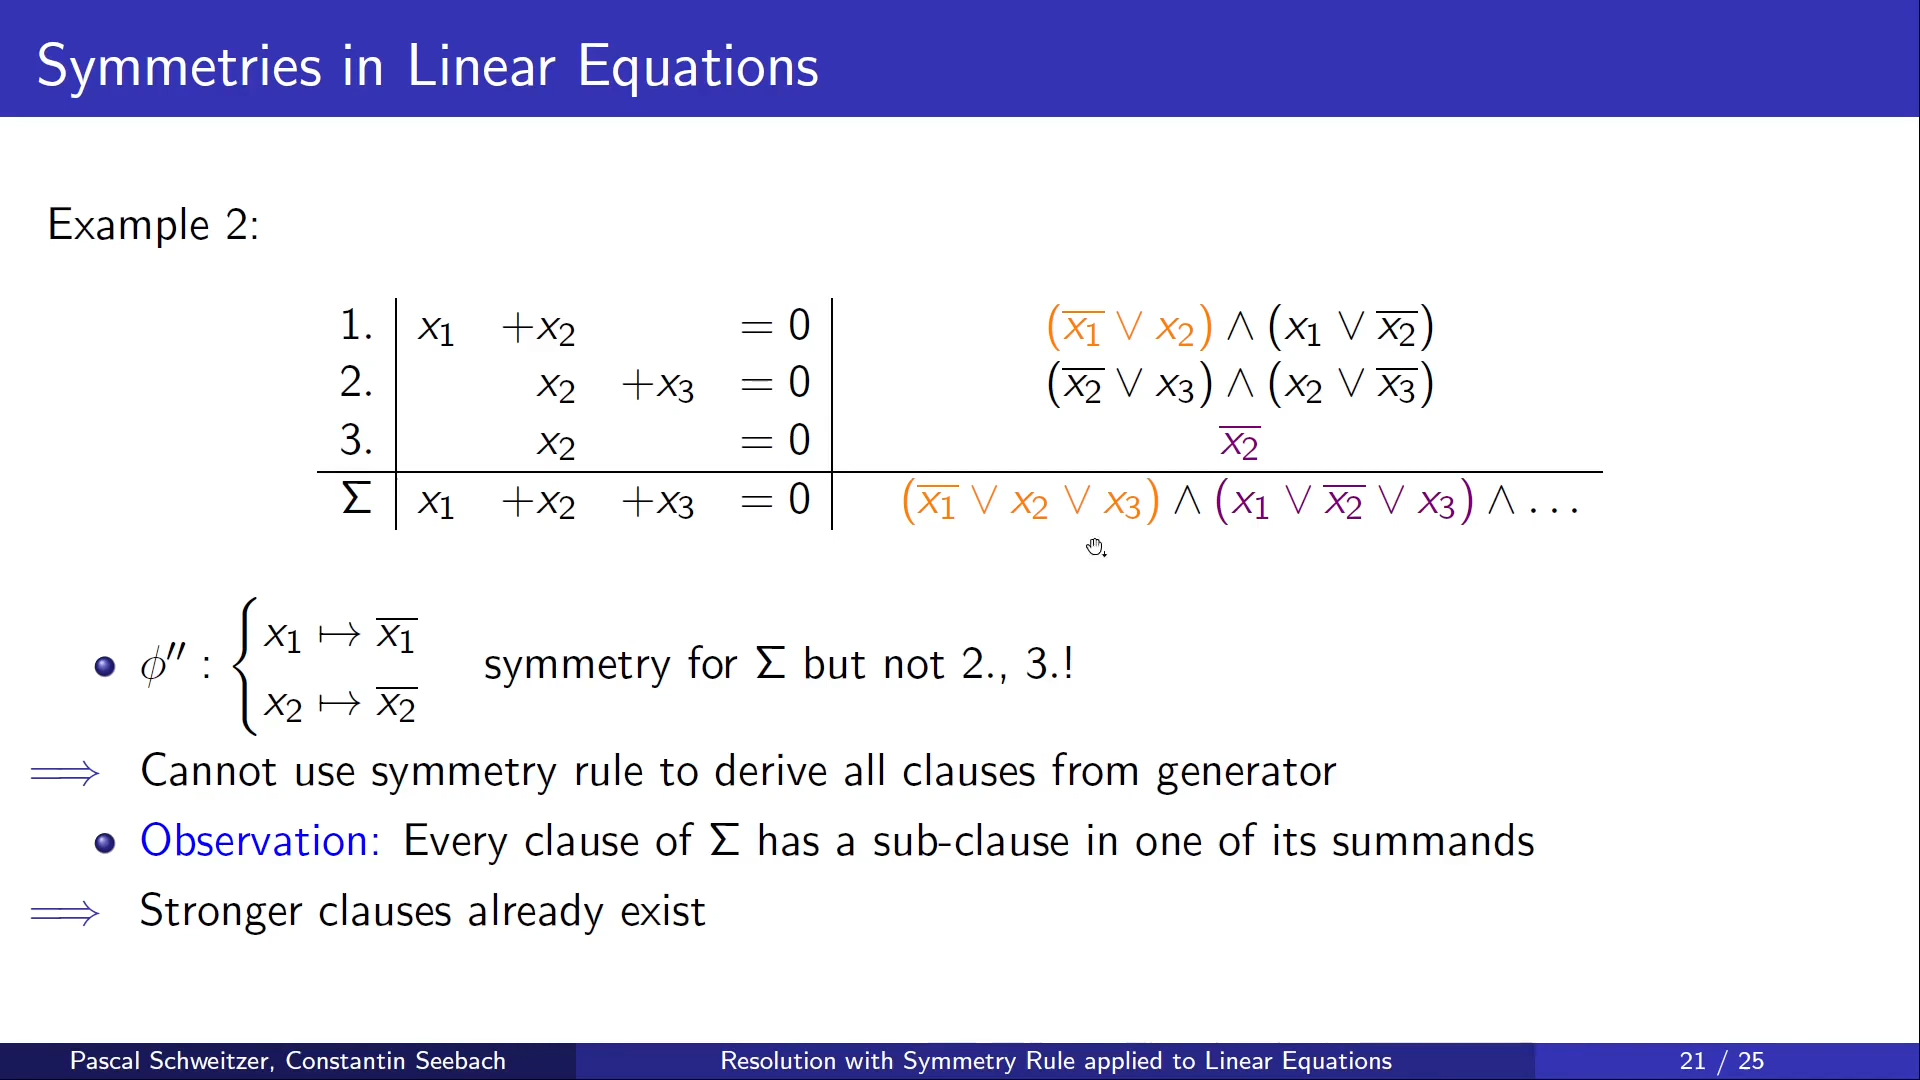 Symmetries in Linear Equations
Example 2:
1. x₁ +x₂ = 0 (x̅₁ ∨ x₂) ∧ (x₁ ∨ x̅₂)
2. x₂ +x₃ = 0 (x̅₂ ∨ x₃) ∧ (x₂ ∨ x̅₃)
3. x₂ = 0 x̅₂
Σ x₁ +x₂ +x₃ = 0 (x̅₁ ∨ x₂ ∨ x₃) ∧ (x₁ ∨ x̅₂ ∨ x₃) ∧ ...
• ϕ″ : { x₁ ↦ x̅₁
x₂ ↦ x̅₂ symmetry for Σ but not 2., 3.!
⟹ Cannot use symmetry rule to derive all clauses from generator
• Observation: Every clause of Σ has a sub-clause in one of its summands
⟹ Stronger clauses already exist
Pascal Schweitzer, Constantin Seebach Resolution with Symmetry Rule applied to Linear Equations 21 / 25